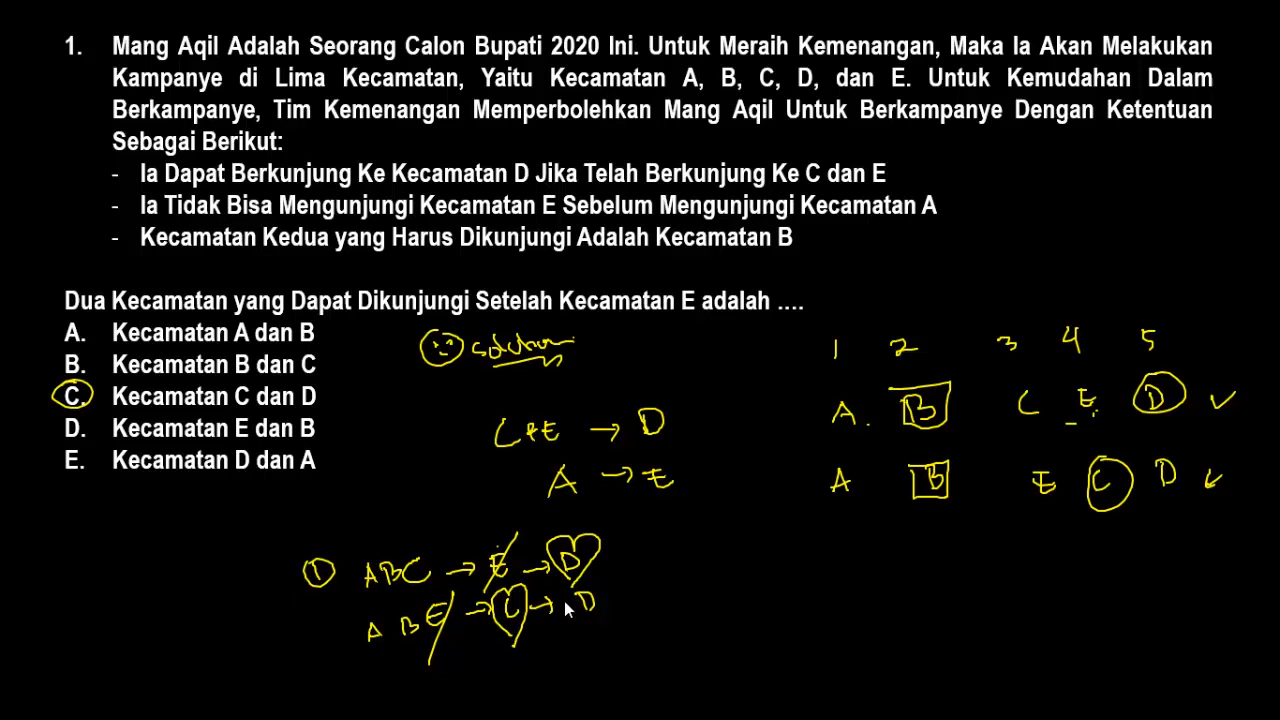 1. Mang Aqil Adalah Seorang Calon Bupati 2020 Ini. Untuk Meraih Kemenangan, Maka Ia Akan Melakukan
Kampanye di Lima Kecamatan, Yaitu Kecamatan A, B, C, D, dan E. Untuk Kemudahan Dalam
Berkampanye, Tim Kemenangan Memperbolehkan Mang Aqil Untuk Berkampanye Dengan Ketentuan
Sebagai Berikut:
- Ia Dapat Berkunjung Ke Kecamatan D Jika Telah Berkunjung Ke C dan E
- Ia Tidak Bisa Mengunjungi Kecamatan E Sebelum Mengunjungi Kecamatan A
- Kecamatan Kedua yang Harus Dikunjungi Adalah Kecamatan B
Dua Kecamatan yang Dapat Dikunjungi Setelah Kecamatan E adalah ....
A. Kecamatan A dan B
B. Kecamatan B dan C
C. Kecamatan C dan D
D. Kecamatan E dan B
E. Kecamatan D dan A
solution
C & E → D
A → E
1 2 3 4 5
A. B C E D ✓
A B E C D ✓
① ABC → E → D
A B E → C → D